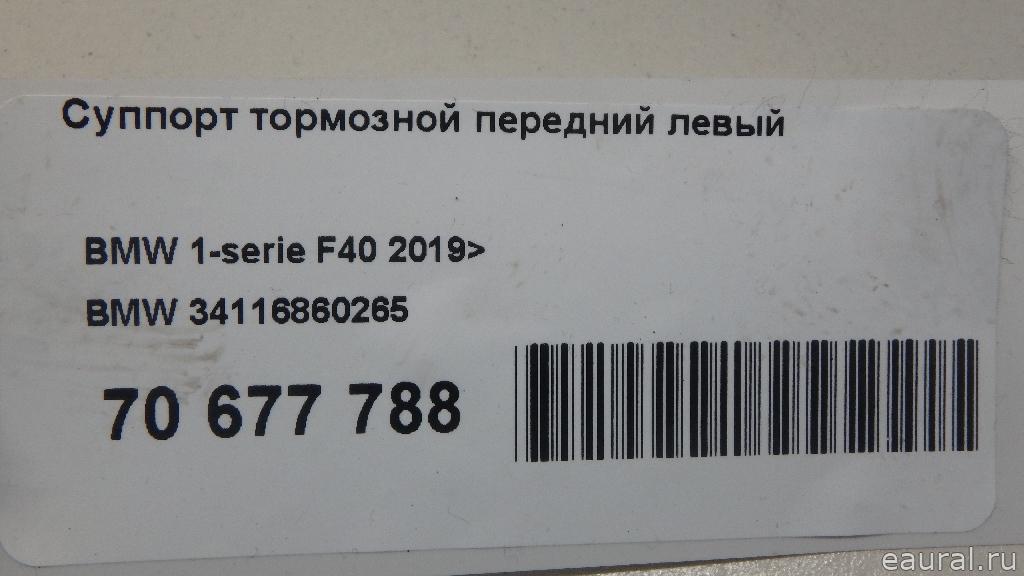 Суппорт тормозной передний левый
BMW 1-serie F40 2019>
BMW 34116860265
70 677 788
eaural.ru